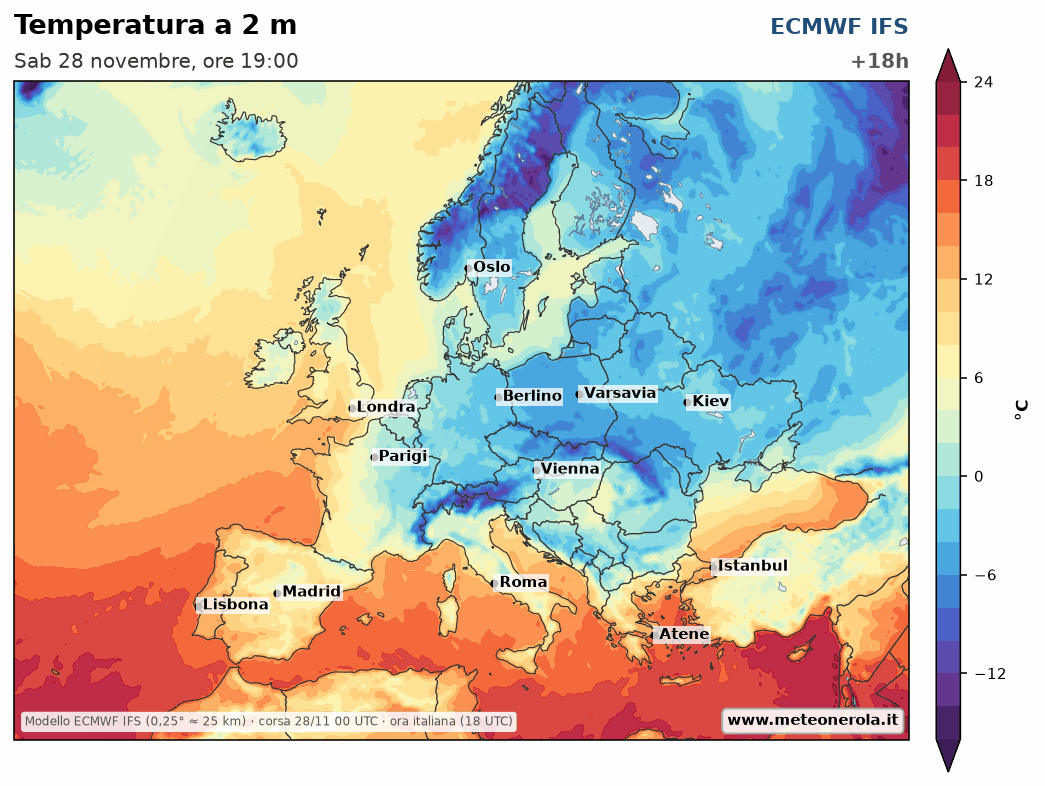 Temperatura a 2 m
ECMWF IFS
Sab 28 novembre, ore 19:00
+18h
24
18
12
6
0
−6
−12
°C
Oslo
Berlino
Varsavia
Kiev
Londra
Parigi
Vienna
Istanbul
Roma
Madrid
Lisbona
Atene
Modello ECMWF IFS (0,25° ≈ 25 km) · corsa 28/11 00 UTC · ora italiana (18 UTC)
www.meteonerola.it